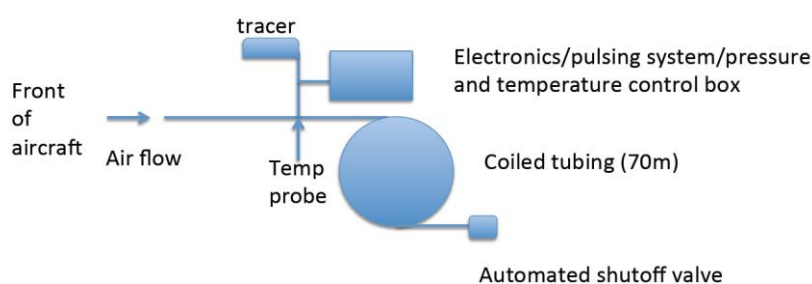 tracer
Electronics/pulsing system/pressure
and temperature control box
Front
of
aircraft
Air flow
Temp
probe
Coiled tubing (70m)
Automated shutoff valve